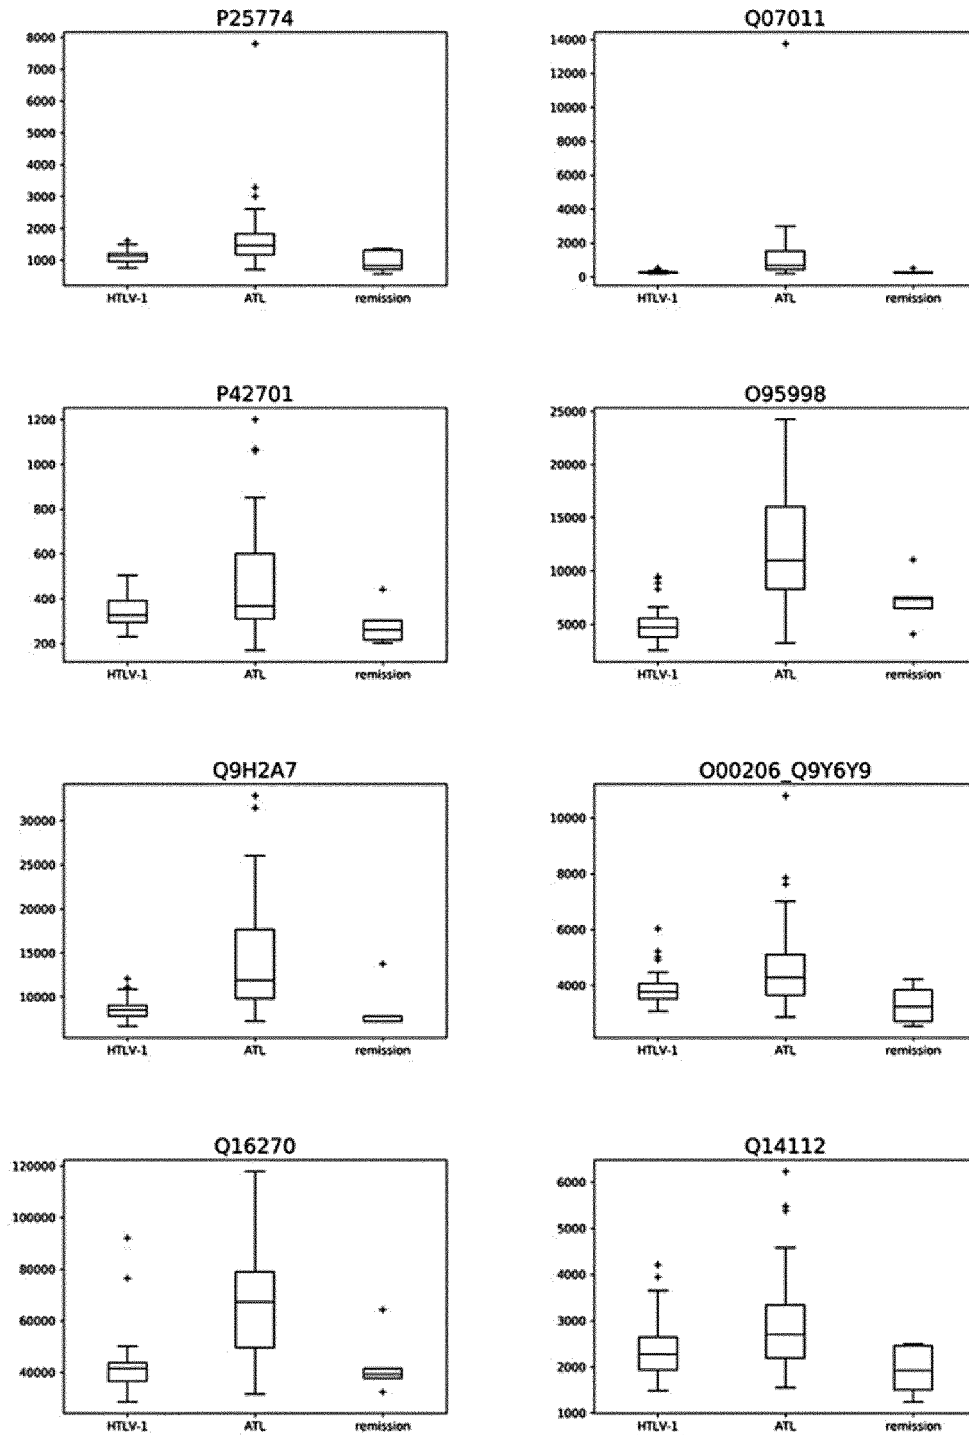 P25774
8000
7000
6000
5000
4000
3000
2000
1000
HTLV-1 ATL remission
Q07011
14000
12000
10000
8000
6000
4000
2000
0
HTLV-1 ATL remission
P42701
1200
1000
800
600
400
200
HTLV-1 ATL remission
O95998
25000
20000
15000
10000
5000
HTLV-1 ATL remission
Q9H2A7
30000
25000
20000
15000
10000
HTLV-1 ATL remission
O00206_Q9Y6Y9
10000
8000
6000
4000
HTLV-1 ATL remission
Q16270
120000
100000
80000
60000
40000
HTLV-1 ATL remission
Q14112
6000
5000
4000
3000
2000
1000
HTLV-1 ATL remission